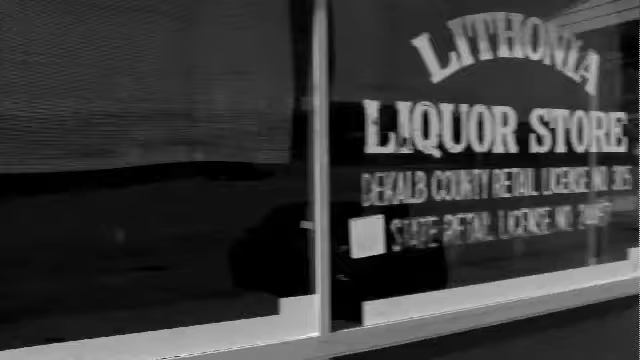 LITHONIA
LIQUOR STORE
DEKALB COUNTY RETAIL LICENSE NO.
STATE RETAIL LICENSE NO.